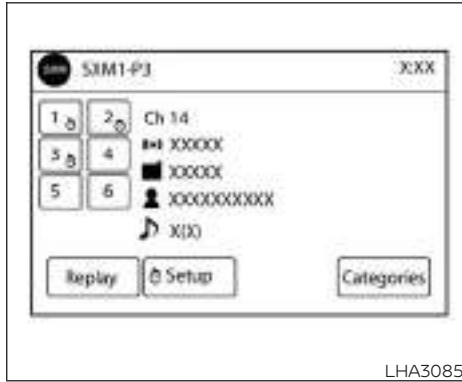 SXM1-P3 X:XX
1 2 Ch 14
XXXXX
3 4
XXXXX
5 6
XXXXXXXXXX
X(X)
Replay Setup Categories
LHA3085